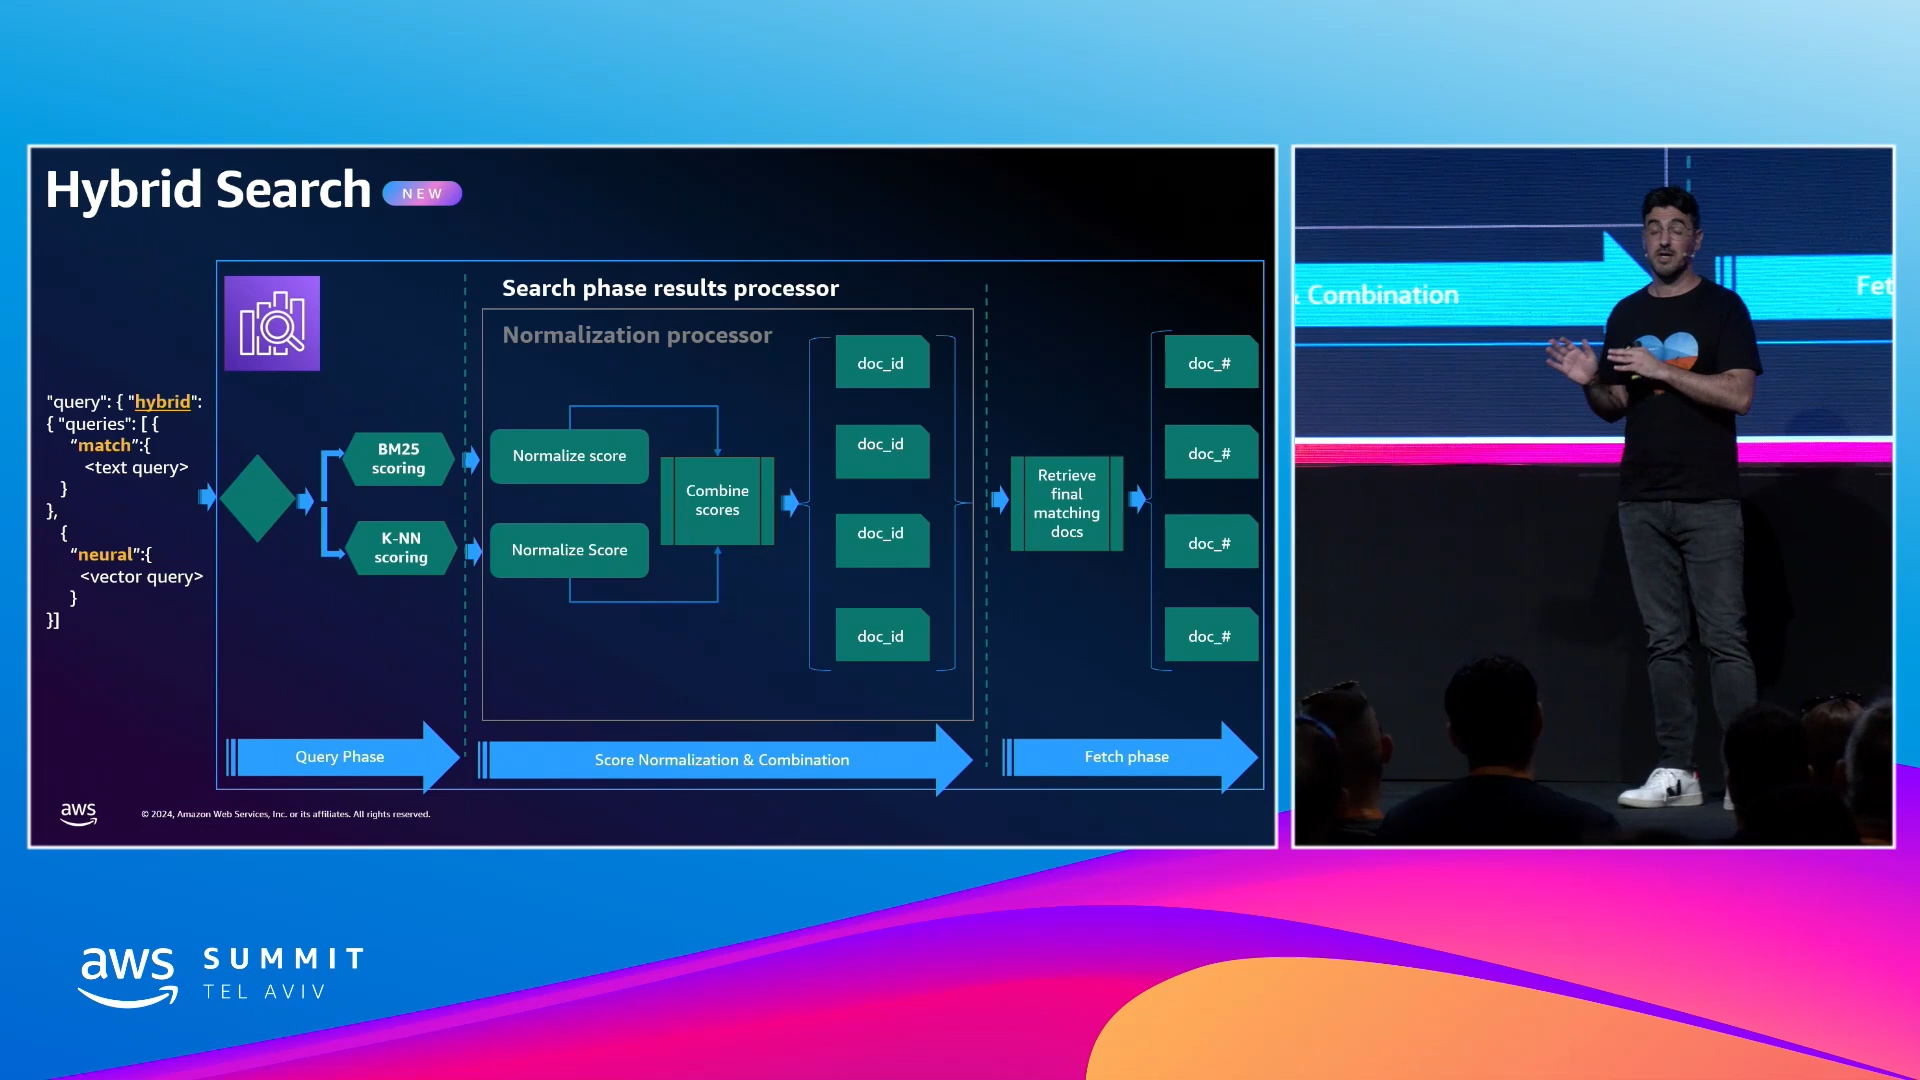 Hybrid Search
NEW
"query": { "hybrid":
{ "queries": [ {
“match”:{
<text query>
}
},
{
“neural”:{
<vector query>
}
}]
BM25
scoring
K-NN
scoring
Search phase results processor
Normalization processor
Normalize score
Normalize Score
Combine
scores
doc_id
doc_id
doc_id
doc_id
Retrieve
final
matching
docs
doc_#
doc_#
doc_#
doc_#
Query Phase
Score Normalization & Combination
Fetch phase
aws
© 2024, Amazon Web Services, Inc. or its affiliates. All rights reserved.
& Combination
Fet
aws
SUMMIT
TEL AVIV